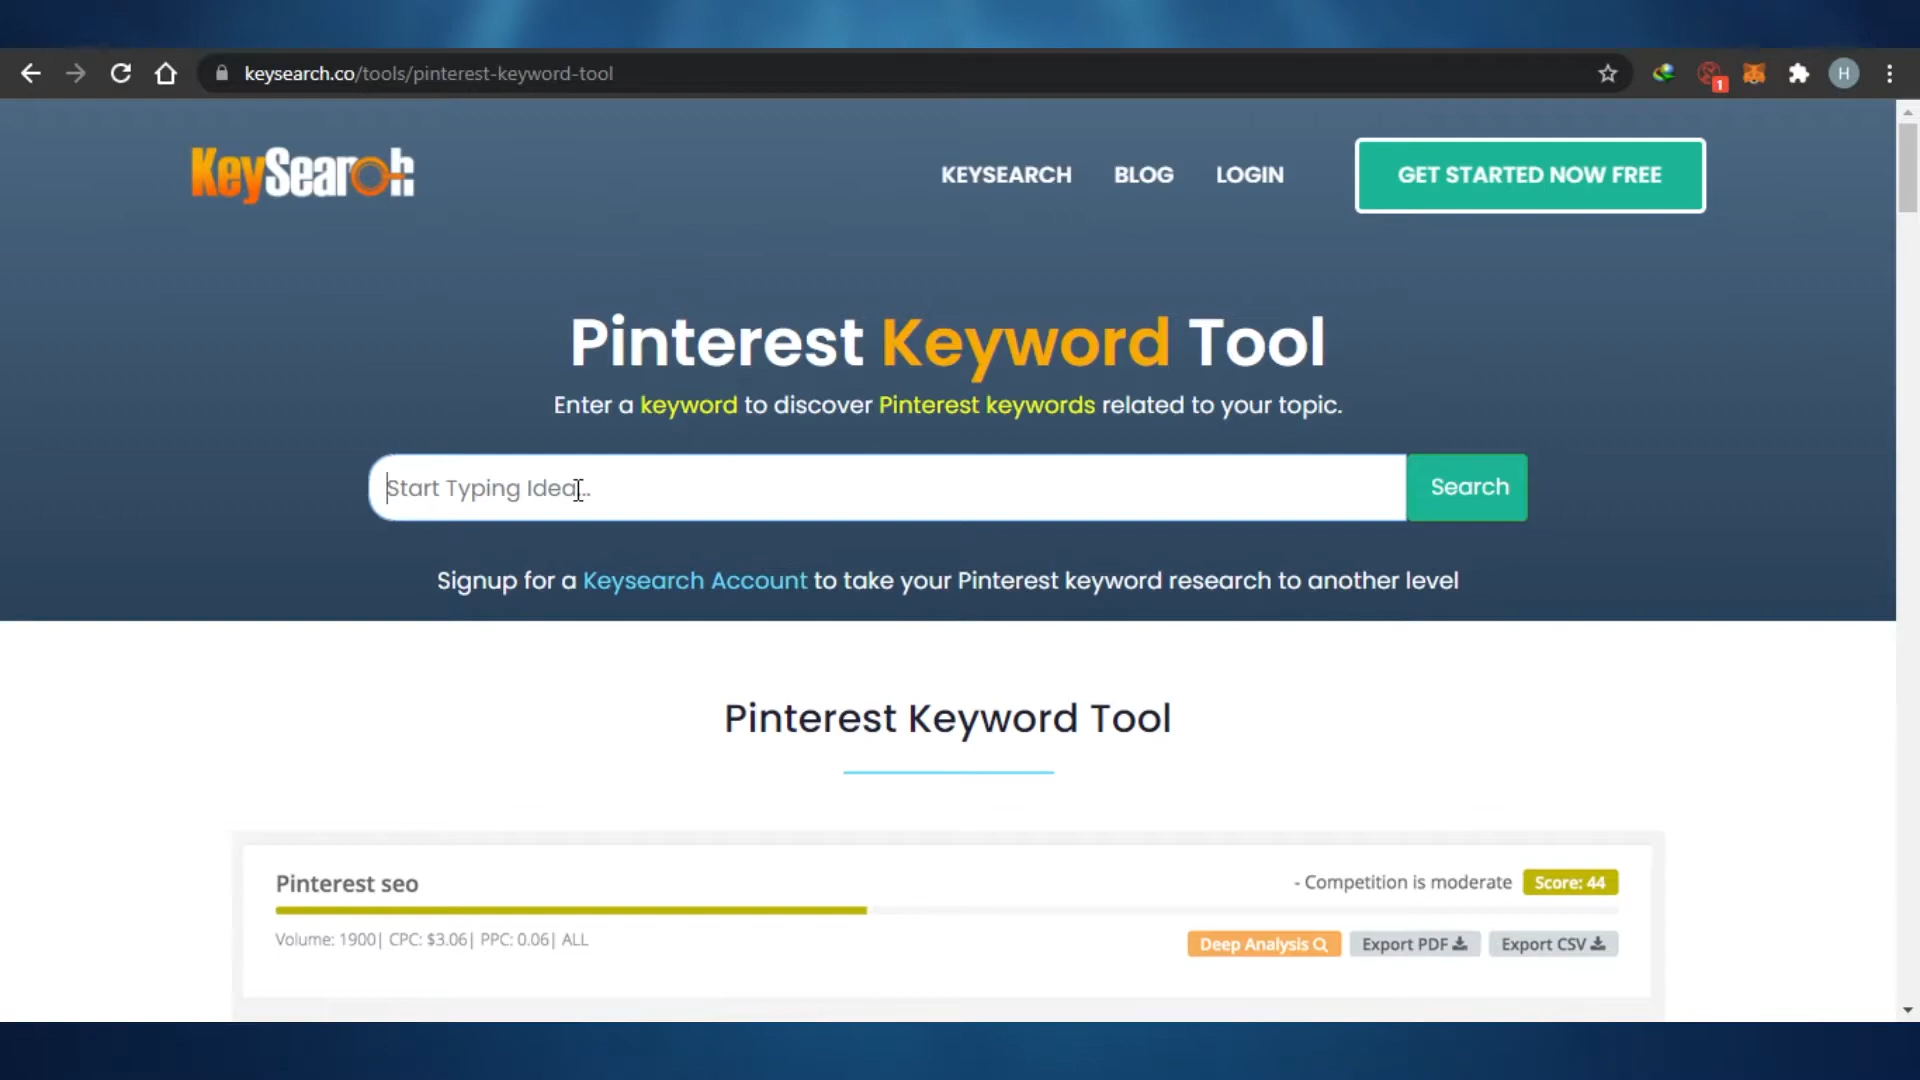 keysearch.co/tools/pinterest-keyword-tool
1
H
KeySearch
KEYSEARCH
BLOG
LOGIN
GET STARTED NOW FREE
Pinterest Keyword Tool
Enter a keyword to discover Pinterest keywords related to your topic.
Start Typing Idea...
Search
Signup for a Keysearch Account to take your Pinterest keyword research to another level
Pinterest Keyword Tool
Pinterest seo
- Competition is moderate
Score: 44
Volume: 1900| CPC: $3.06| PPC: 0.06| ALL
Deep Analysis
Export PDF
Export CSV